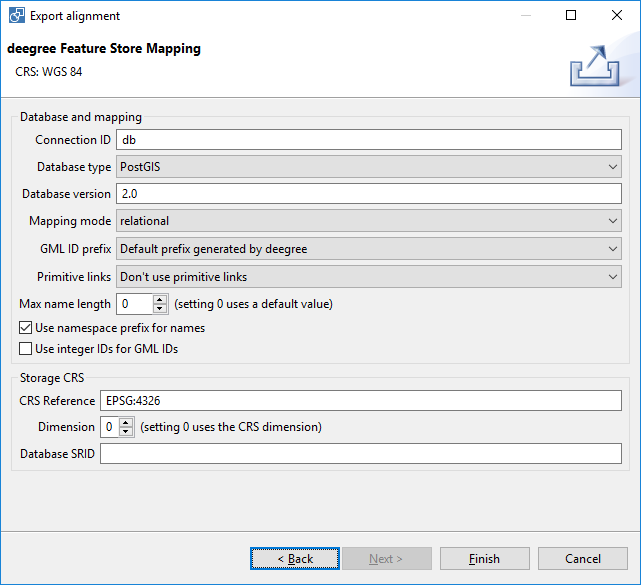 Export alignment
deegree Feature Store Mapping
CRS: WGS 84
Database and mapping
Connection ID db
Database type PostGIS
Database version 2.0
Mapping mode relational
GML ID prefix Default prefix generated by deegree
Primitive links Don't use primitive links
Max name length 0 (setting 0 uses a default value)
Use namespace prefix for names
Use integer IDs for GML IDs
Storage CRS
CRS Reference EPSG:4326
Dimension 0 (setting 0 uses the CRS dimension)
Database SRID
< Back Next > Finish Cancel